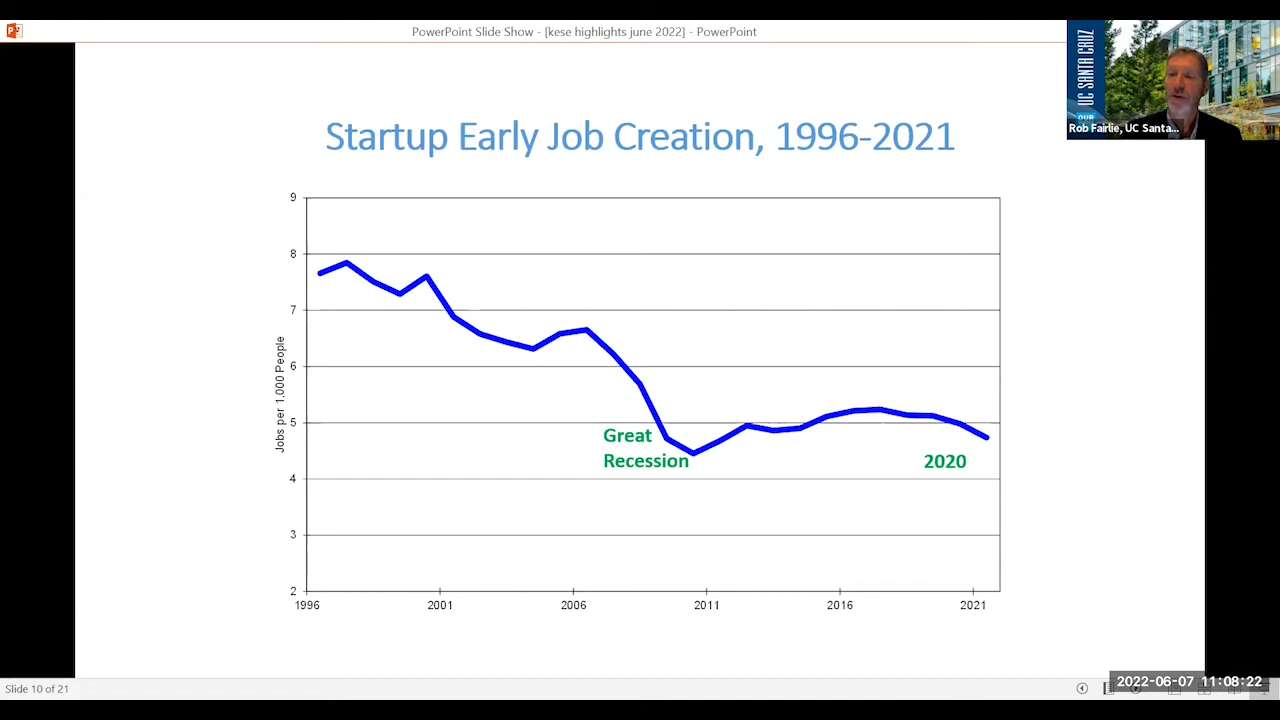 PowerPoint Slide Show - [kese highlights june 2022] - PowerPoint
UC SANTA CRUZ
Rob Fairlie, UC Santa...
Startup Early Job Creation, 1996-2021
Jobs per 1,000 People
9
8
7
6
5
4
3
2
Great
Recession
2020
1996
2001
2006
2011
2016
2021
Slide 10 of 21
2022-06-07 11:08:22